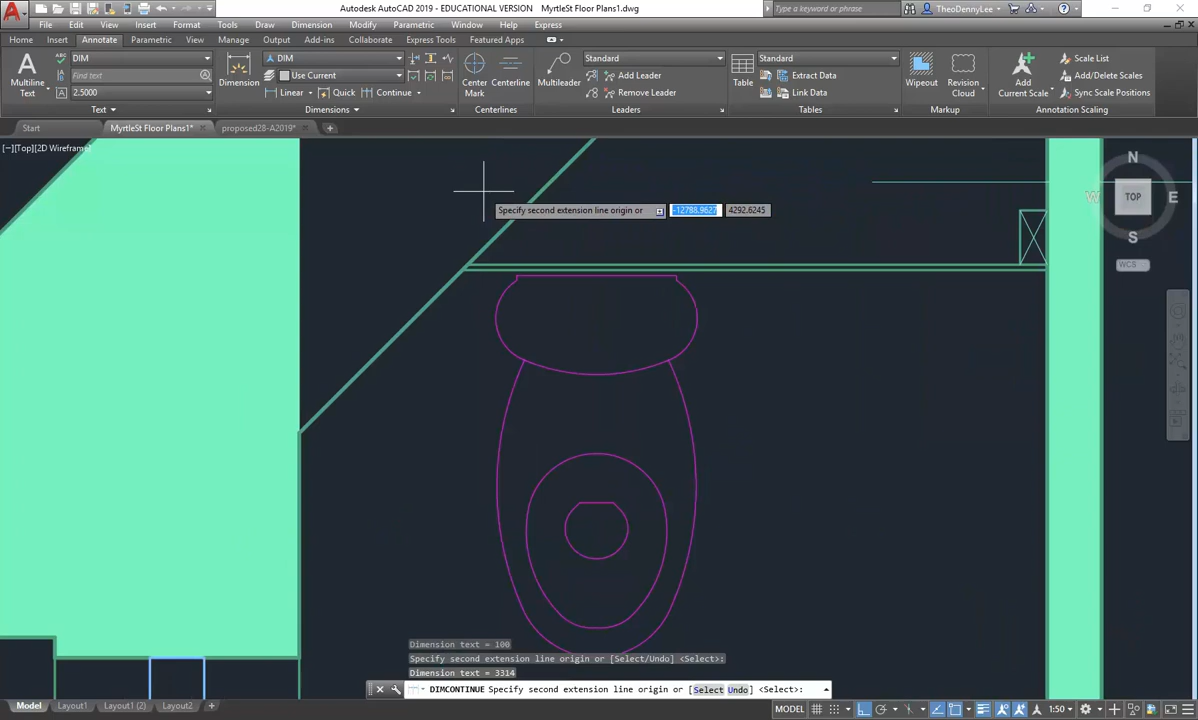 Autodesk AutoCAD 2019 - EDUCATIONAL VERSION MyrtleSt Floor Plans1.dwg
Type a keyword or phrase
TheoDennyLee
File Edit View Insert Format Tools Draw Dimension Modify Parametric Window Help Express
Home Insert Annotate Parametric View Manage Output Add-ins Collaborate Express Tools Featured Apps
A
Multiline
Text
ABC
DIM
Find text
2.5000
Text
Dimension
DIM
Use Current
Linear
Quick
Continue
Dimensions
Center
Mark
Centerline
Centerlines
Multileader
Standard
Add Leader
Remove Leader
Leaders
Table
Standard
Extract Data
Link Data
Tables
Wipeout
Revision
Cloud
Markup
Add
Current Scale
Scale List
Add/Delete Scales
Sync Scale Positions
Annotation Scaling
Start
MyrtleSt Floor Plans1*
proposed28-A2019*
[−][Top][2D Wireframe]
N
W
TOP
E
S
WCS
Specify second extension line origin or
-12788.9627
4292.6245
Dimension text = 100
Specify second extension line origin or [Select/Undo] <Select>:
Dimension text = 3314
DIMCONTINUE Specify second extension line origin or [Select Undo] <Select>:
Model Layout1 Layout1 (2) Layout2 +
MODEL
1:50